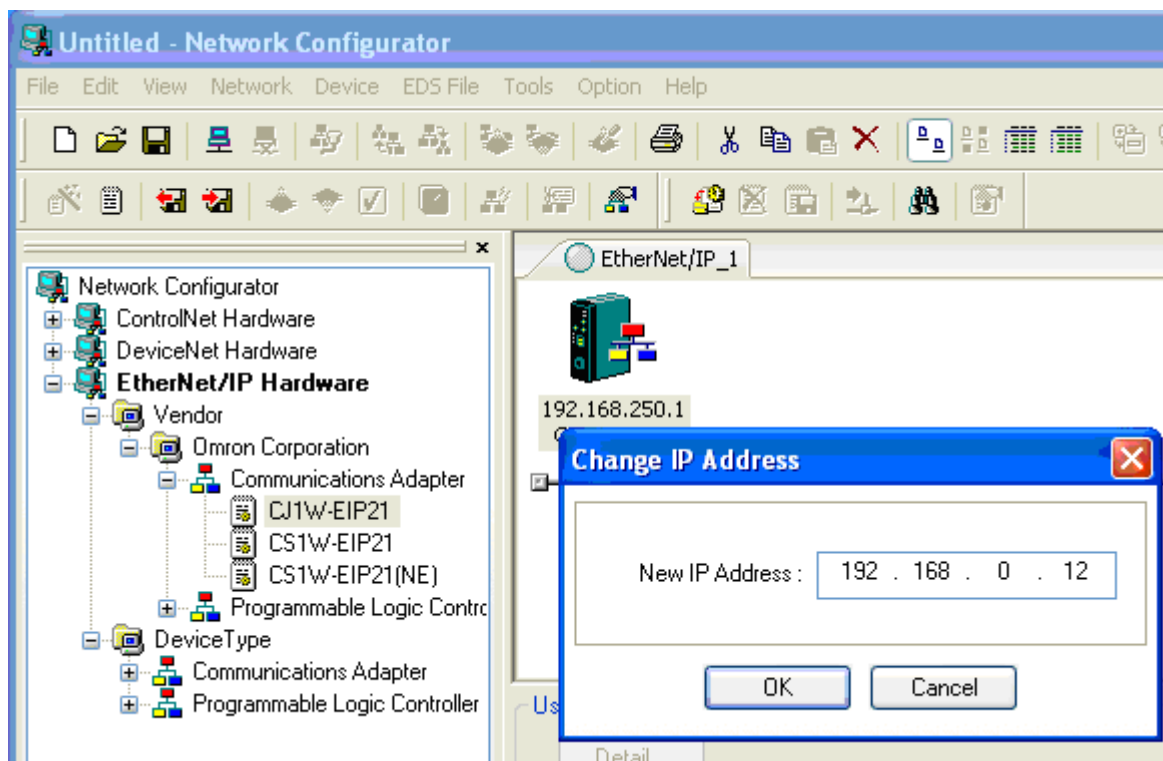 Untitled - Network Configurator
File Edit View Network Device EDS File Tools Option Help
EtherNet/IP_1
Network Configurator
ControlNet Hardware
DeviceNet Hardware
EtherNet/IP Hardware
Vendor
Omron Corporation
Communications Adapter
CJ1W-EIP21
CS1W-EIP21
CS1W-EIP21(NE)
Programmable Logic Contrc
DeviceType
Communications Adapter
Programmable Logic Controller
192.168.250.1
Change IP Address
New IP Address : 192 . 168 . 0 . 12
OK Cancel
Us
Detail